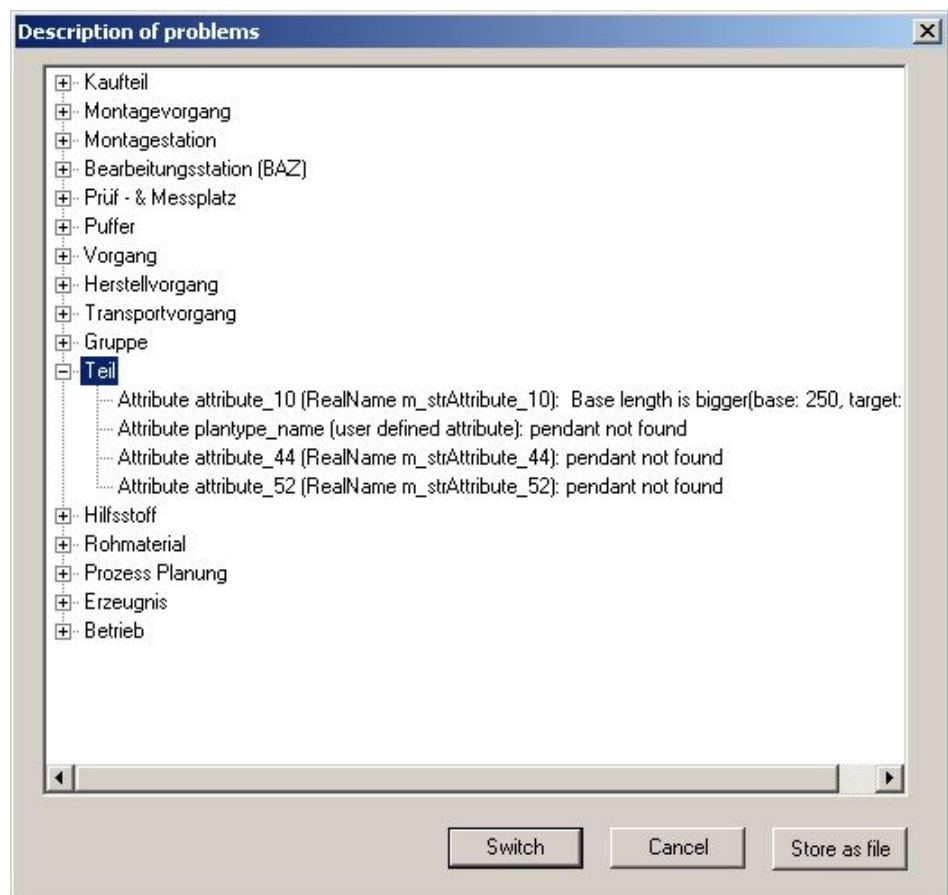 Description of problems
Kaufteil
Montagevorgang
Montagestation
Bearbeitungsstation (BAZ)
Prüf - & Messplatz
Puffer
Vorgang
Herstellvorgang
Transportvorgang
Gruppe
Teil
Attribute attribute_10 (RealName m_strAttribute_10):  Base length is bigger(base: 250, target:
Attribute plantype_name (user defined attribute): pendant not found
Attribute attribute_44 (RealName m_strAttribute_44): pendant not found
Attribute attribute_52 (RealName m_strAttribute_52): pendant not found
Hilfsstoff
Rohmaterial
Prozess Planung
Erzeugnis
Betrieb
Switch Cancel Store as file